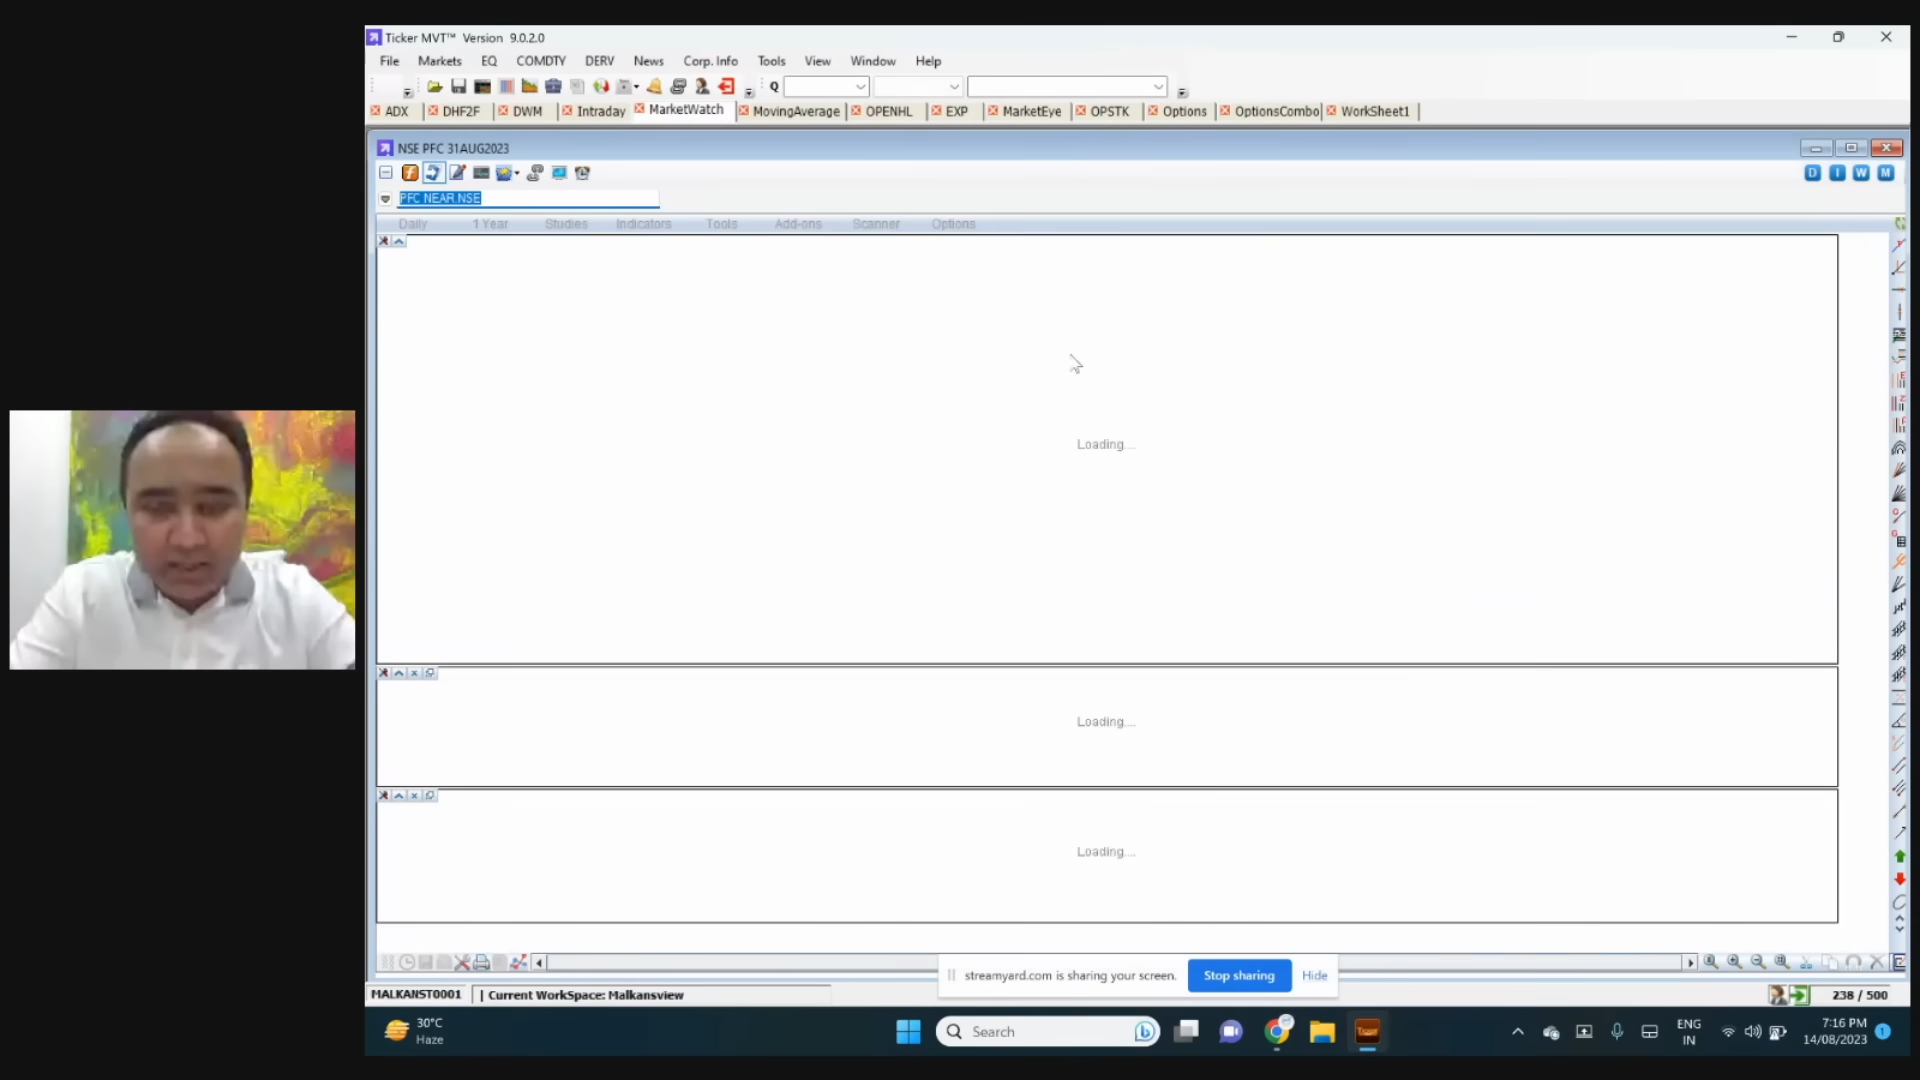 Ticker MVT™ Version 9.0.2.0
File Markets EQ COMDTY DERV News Corp. Info Tools View Window Help
Q
ADX DHF2F DWM Intraday MarketWatch MovingAverage OPENHL EXP MarketEye OPSTK Options OptionsCombo WorkSheet1
NSE PFC 31AUG2023
D I W M
PFC NEAR.NSE
Daily 1 Year Studies Indicators Tools Add-ons Scanner Options
Loading....
Loading....
Loading....
streamyard.com is sharing your screen. Stop sharing Hide
MALKANST0001 | Current WorkSpace: Malkansview
238 / 500
30°C
Haze
Search
ENG
IN
7:16 PM
14/08/2023
1